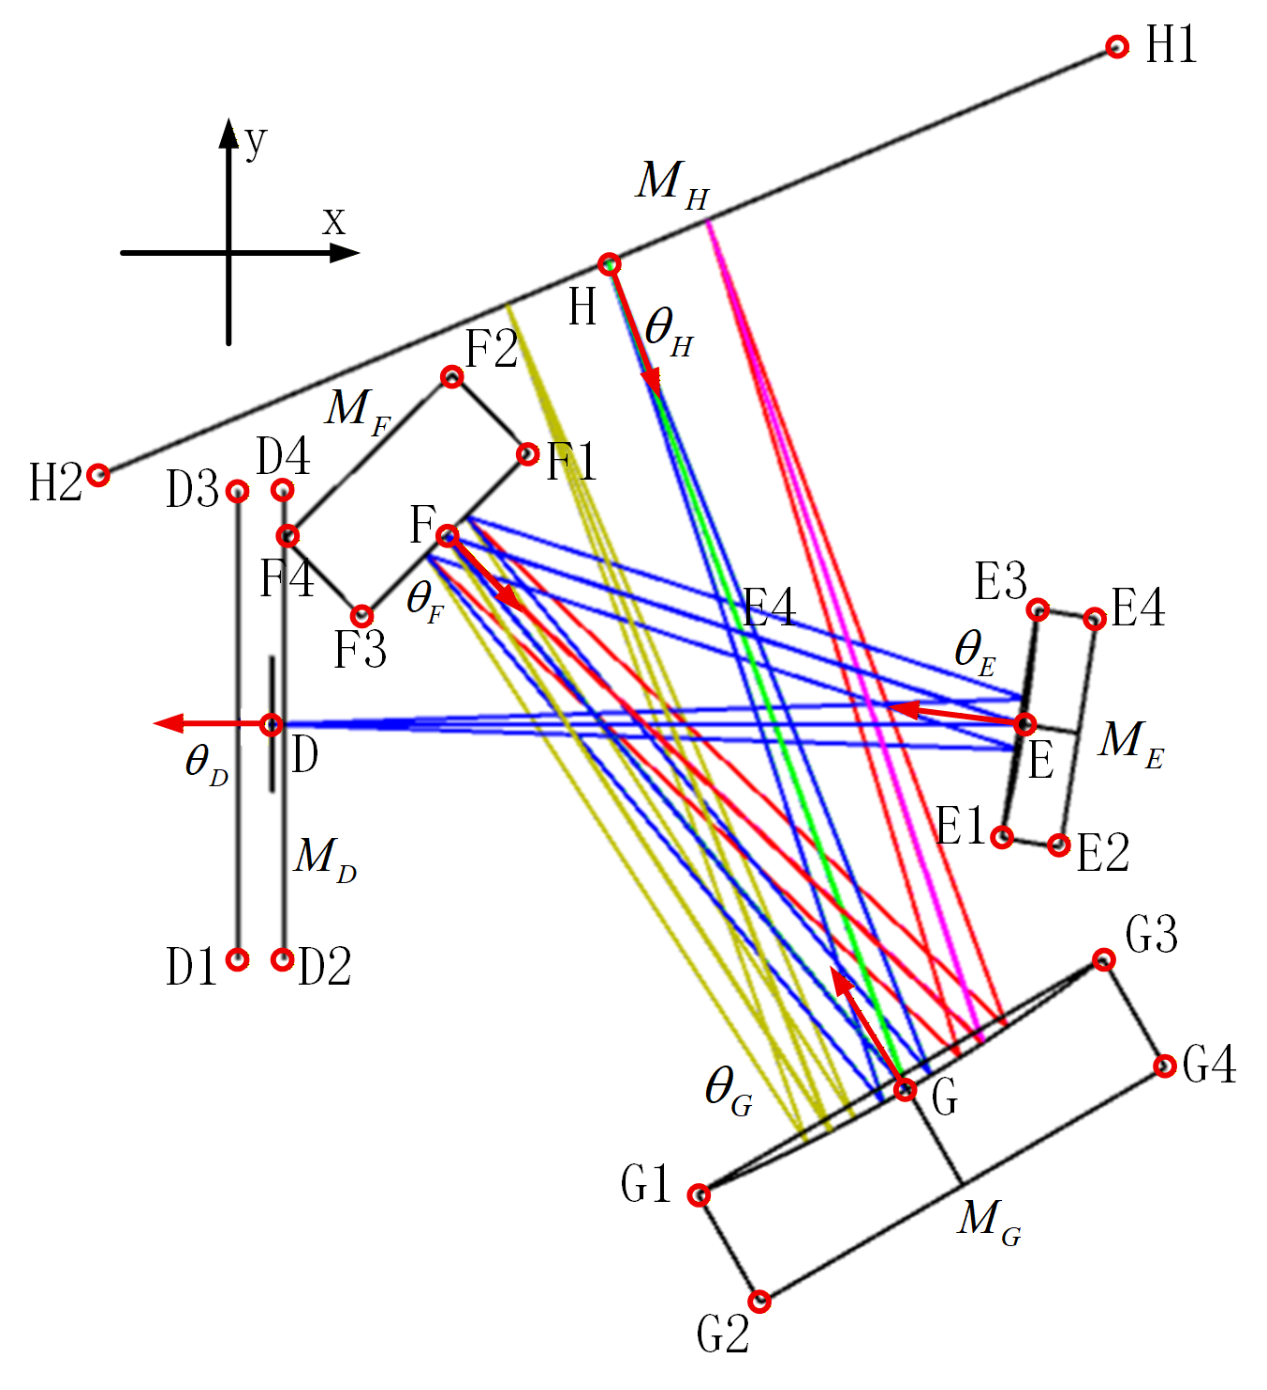 H1
y
M_H
x
H
θ_H
F2
M_F
D4
F1
H2
D3
F
F4
E3
E4
θ_F
E4
F3
θ_E
θ_D
D
E
M_E
E1
M_D
E2
D1
D2
G3
G4
θ_G
G
G1
M_G
G2